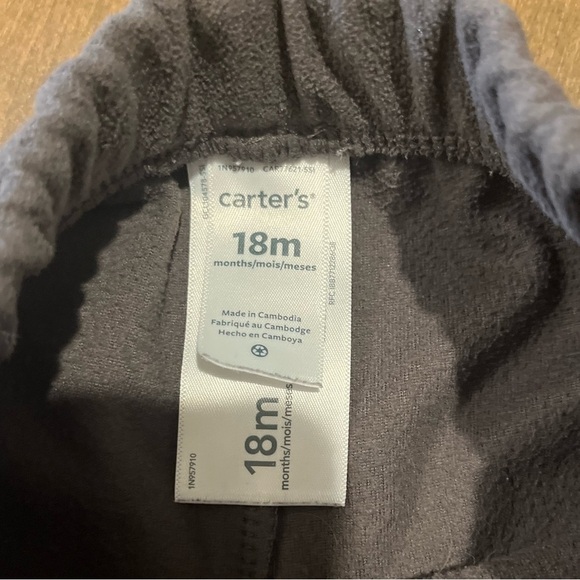 1N957910
carter's®
18m
months/mois/meses
Made in Cambodia
Fabriqué au Cambodge
Hecho en Camboya
18m
months/mois/meses
1N957910